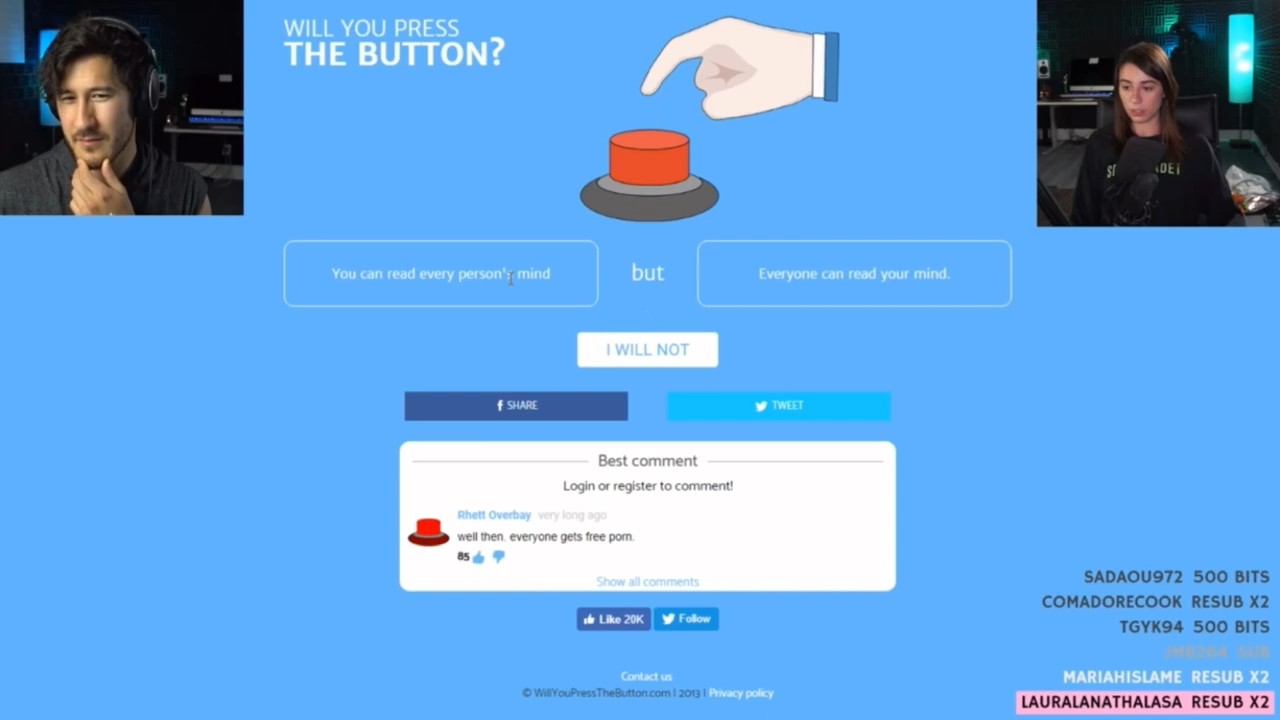 WILL YOU PRESS
THE BUTTON?
You can read every person's mind
but
Everyone can read your mind.
I WILL NOT
SHARE
TWEET
Best comment
Login or register to comment!
Rhett Overbay very long ago
well then. everyone gets free porn.
85
Show all comments
Like 20K
Follow
Contact us
© WillYouPressTheButton.com | 2013 | Privacy policy
SADAOU972 500 BITS
COMADORECOOK RESUB X2
TGYK94 500 BITS
SUB
MARIAHISLAME RESUB X2
LAURALANATHALASA RESUB X2